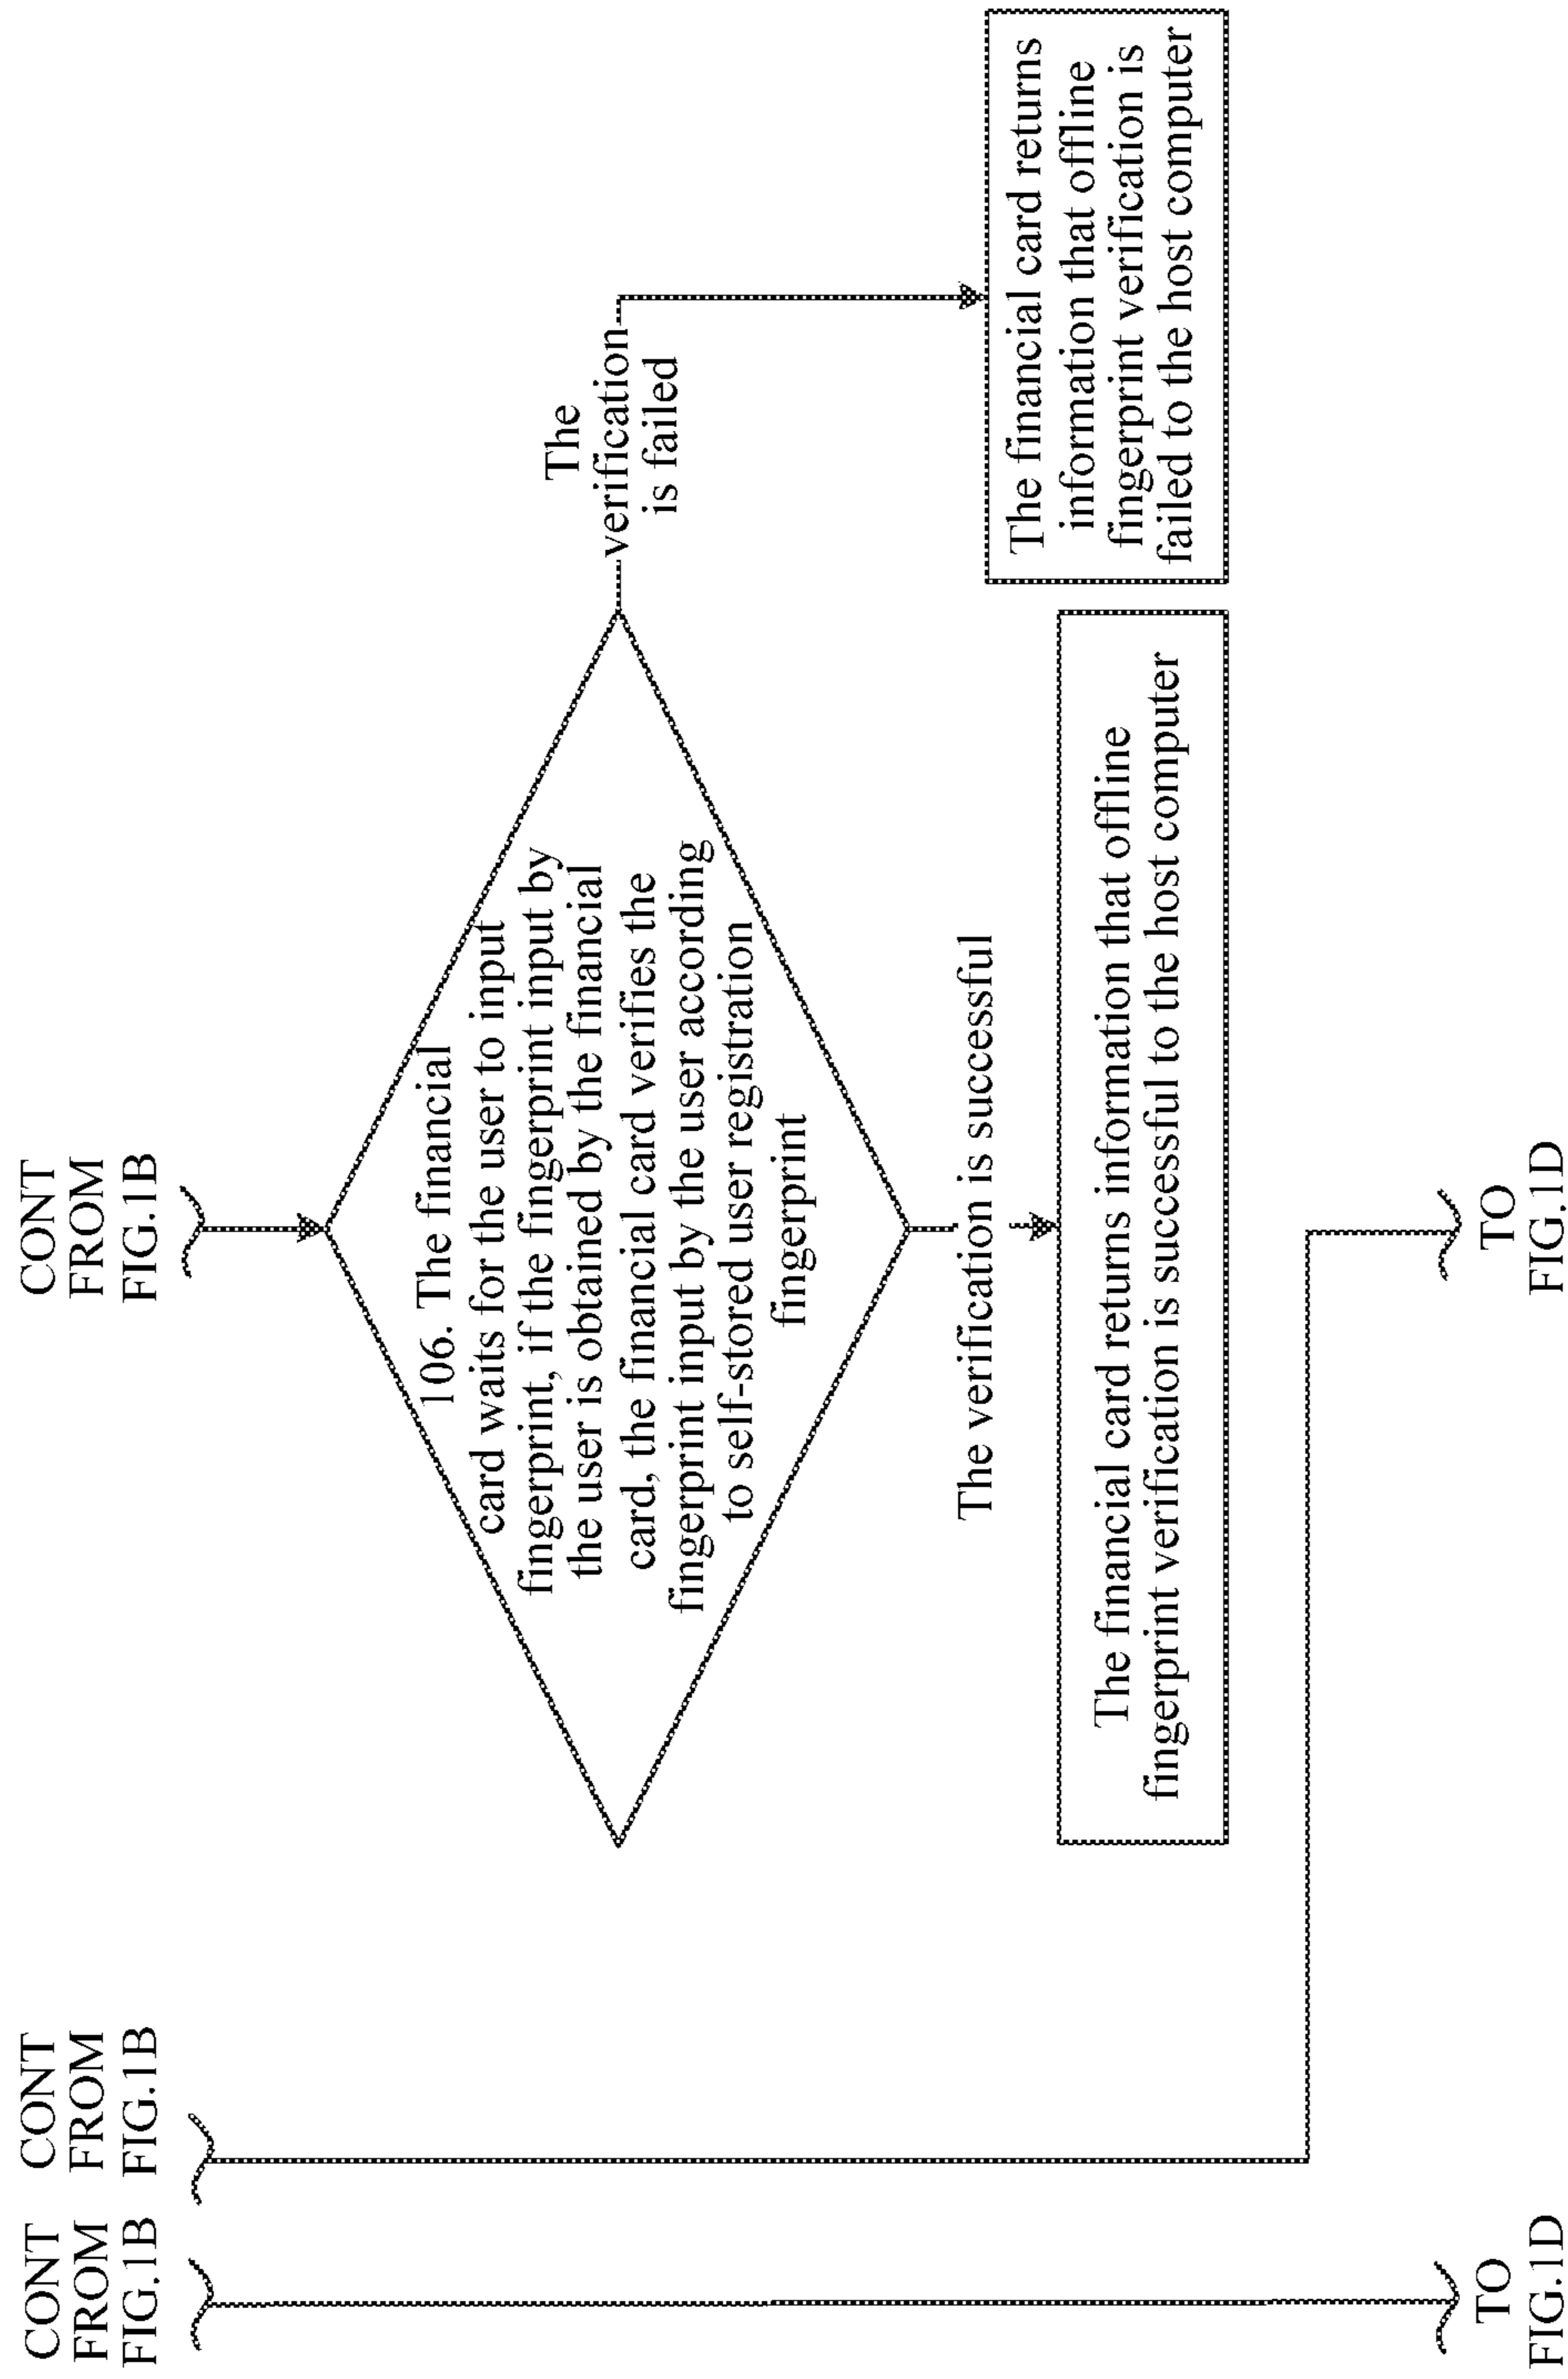 CONT
FROM
FIG.1B
CONT
FROM
FIG.1B
CONT
FROM
FIG.1B
106. The financial
card waits for the user to input
fingerprint, if the fingerprint input by
the user is obtained by the financial
card, the financial card verifies the
fingerprint input by the user according
to self-stored user registration
fingerprint
The
verification
is failed
The verification is successful
The financial card returns information that offline
fingerprint verification is successful to the host computer
The financial card returns
information that offline
fingerprint verification is
failed to the host computer
TO
FIG.1D
TO
FIG.1D